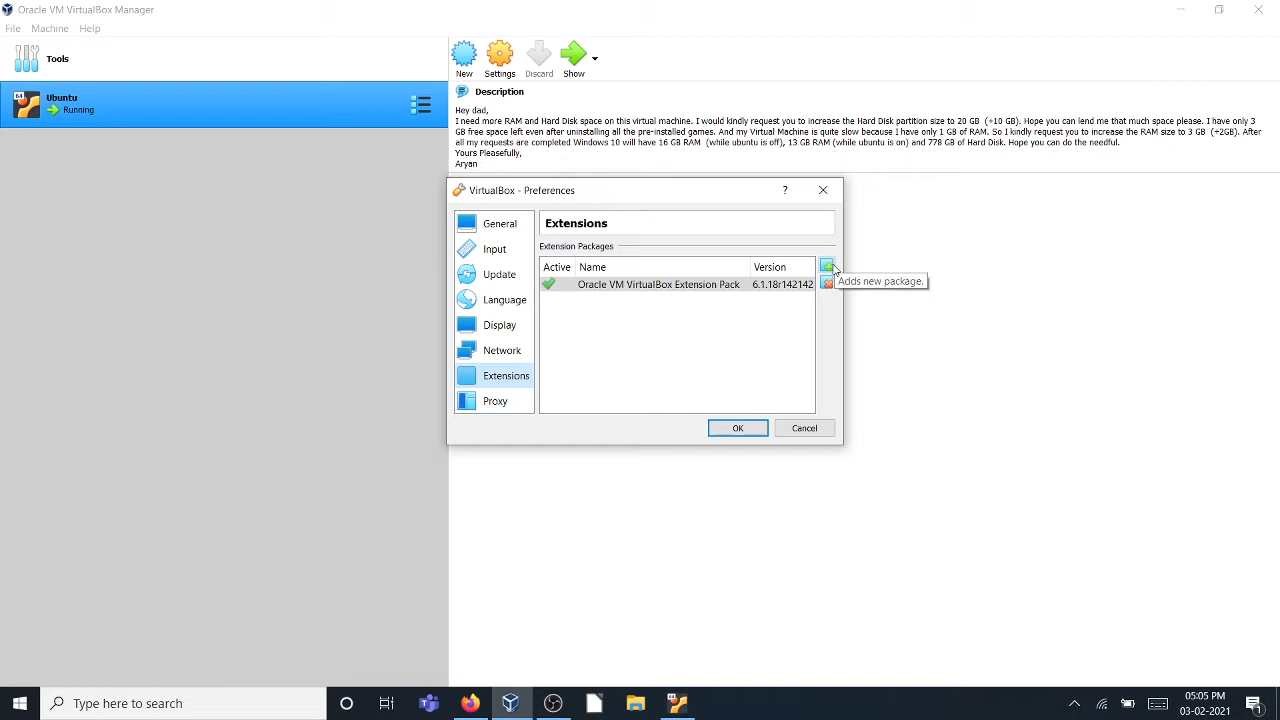 Oracle VM VirtualBox Manager
File Machine Help
Tools
New Settings Discard Show
64 Ubuntu
Running
Description
Hey dad,
I need more RAM and Hard Disk space on this virtual machine. I would kindly request you to increase the Hard Disk partition size to 20 GB (+10 GB). Hope you can lend me that much space please. I have only 3
GB free space left even after uninstalling all the pre-installed games. And my Virtual Machine is quite slow because I have only 1 GB of RAM. So I kindly request you to increase the RAM size to 3 GB (+2GB). After
all my requests are completed Windows 10 will have 16 GB RAM (while ubuntu is off), 13 GB RAM (while ubuntu is on) and 778 GB of Hard Disk. Hope you can do the needful.
Yours Pleasefully,
Aryan
VirtualBox - Preferences
General
Input
Update
Language
Display
Network
Extensions
Proxy
Extensions
Extension Packages
Active Name Version
Oracle VM VirtualBox Extension Pack 6.1.18r142142
Adds new package.
OK Cancel
Type here to search
05:05 PM
03-02-2021
1